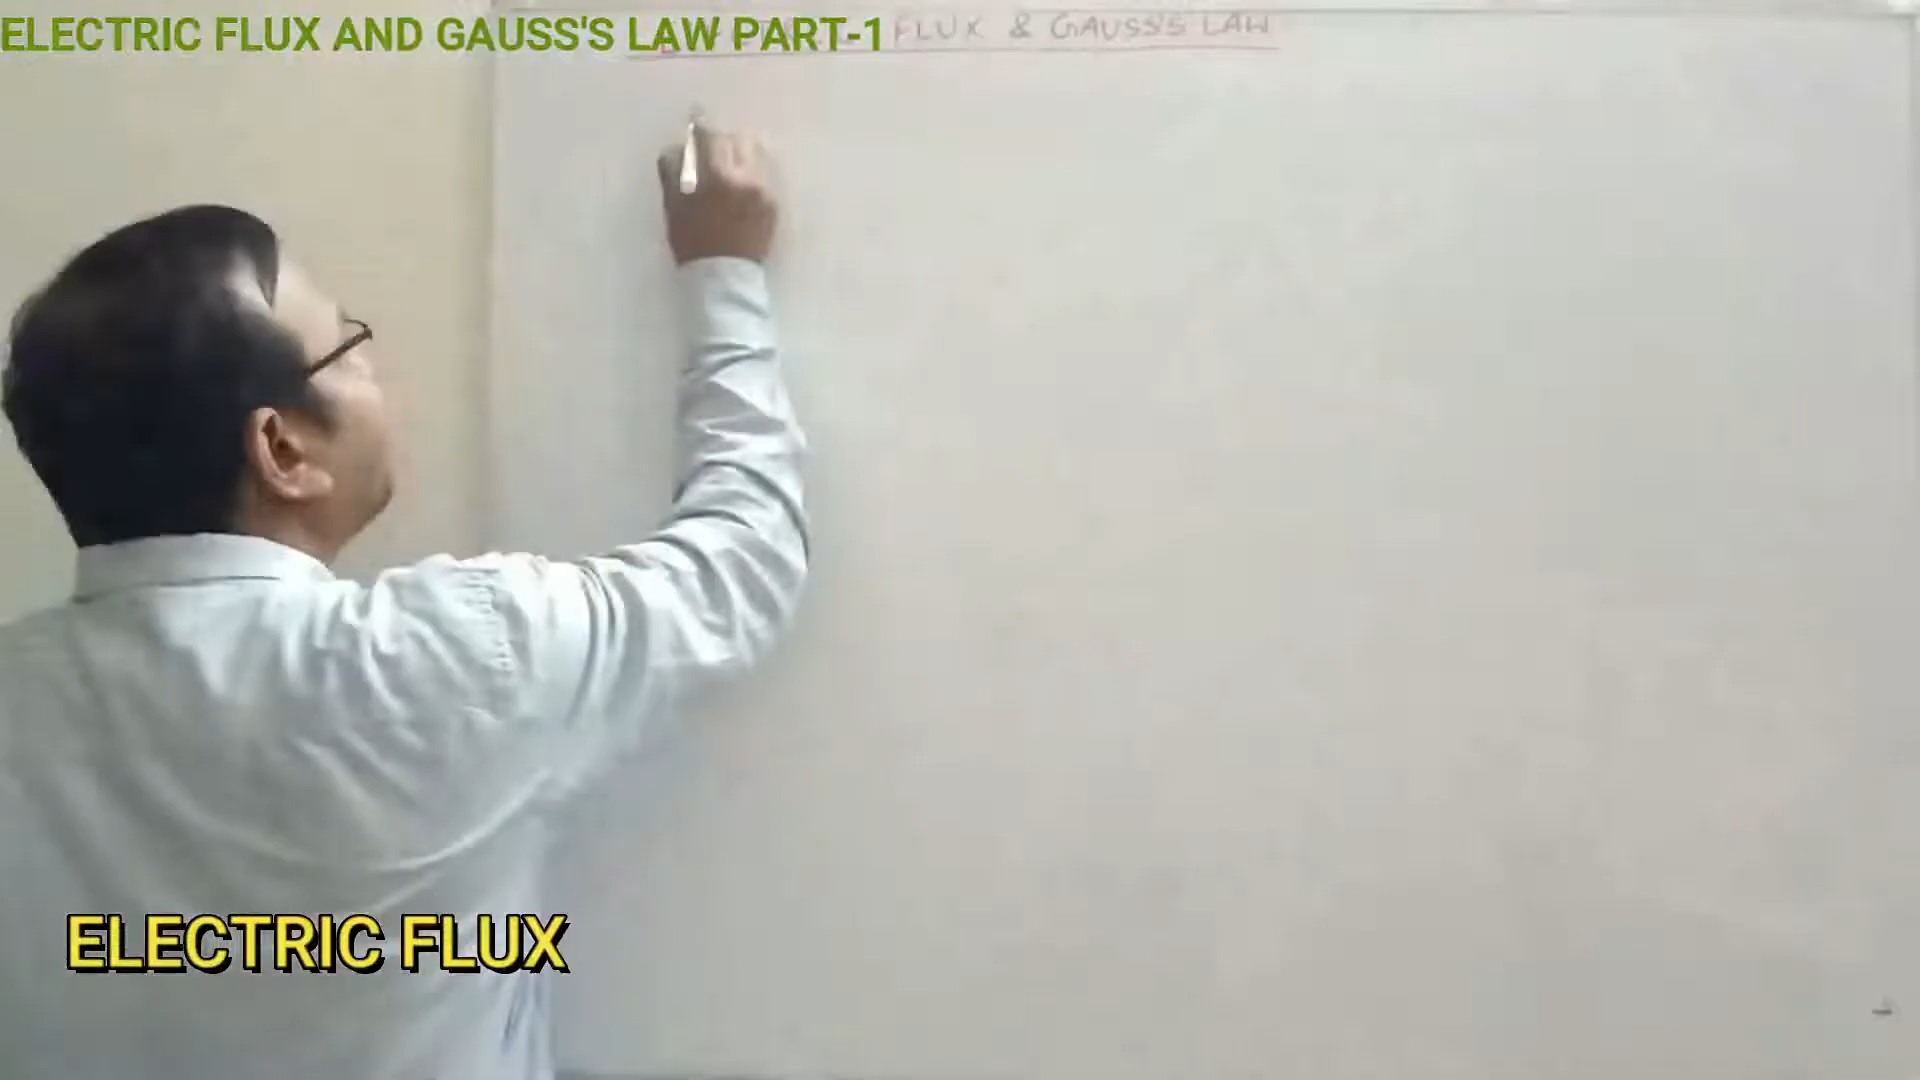 ELECTRIC FLUX AND GAUSS'S LAW PART-1
FLUX & GAUSS'S LAW
ELECTRIC FLUX